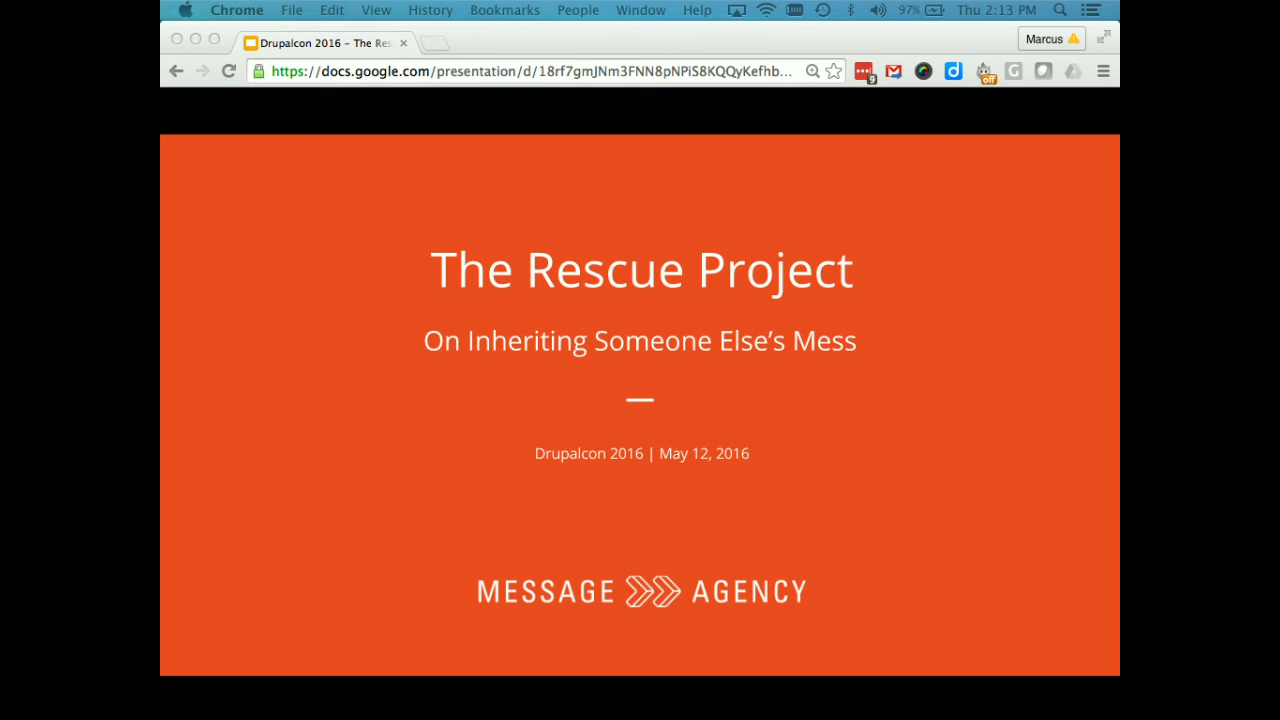 Chrome File Edit View History Bookmarks People Window Help 97% Thu 2:13 PM
Drupalcon 2016 – The Res
Marcus
https://docs.google.com/presentation/d/18rf7gmJNm3FNN8pNPiS8KQQyKefhb...
9
off
The Rescue Project
On Inheriting Someone Else’s Mess
Drupalcon 2016 | May 12, 2016
MESSAGE AGENCY